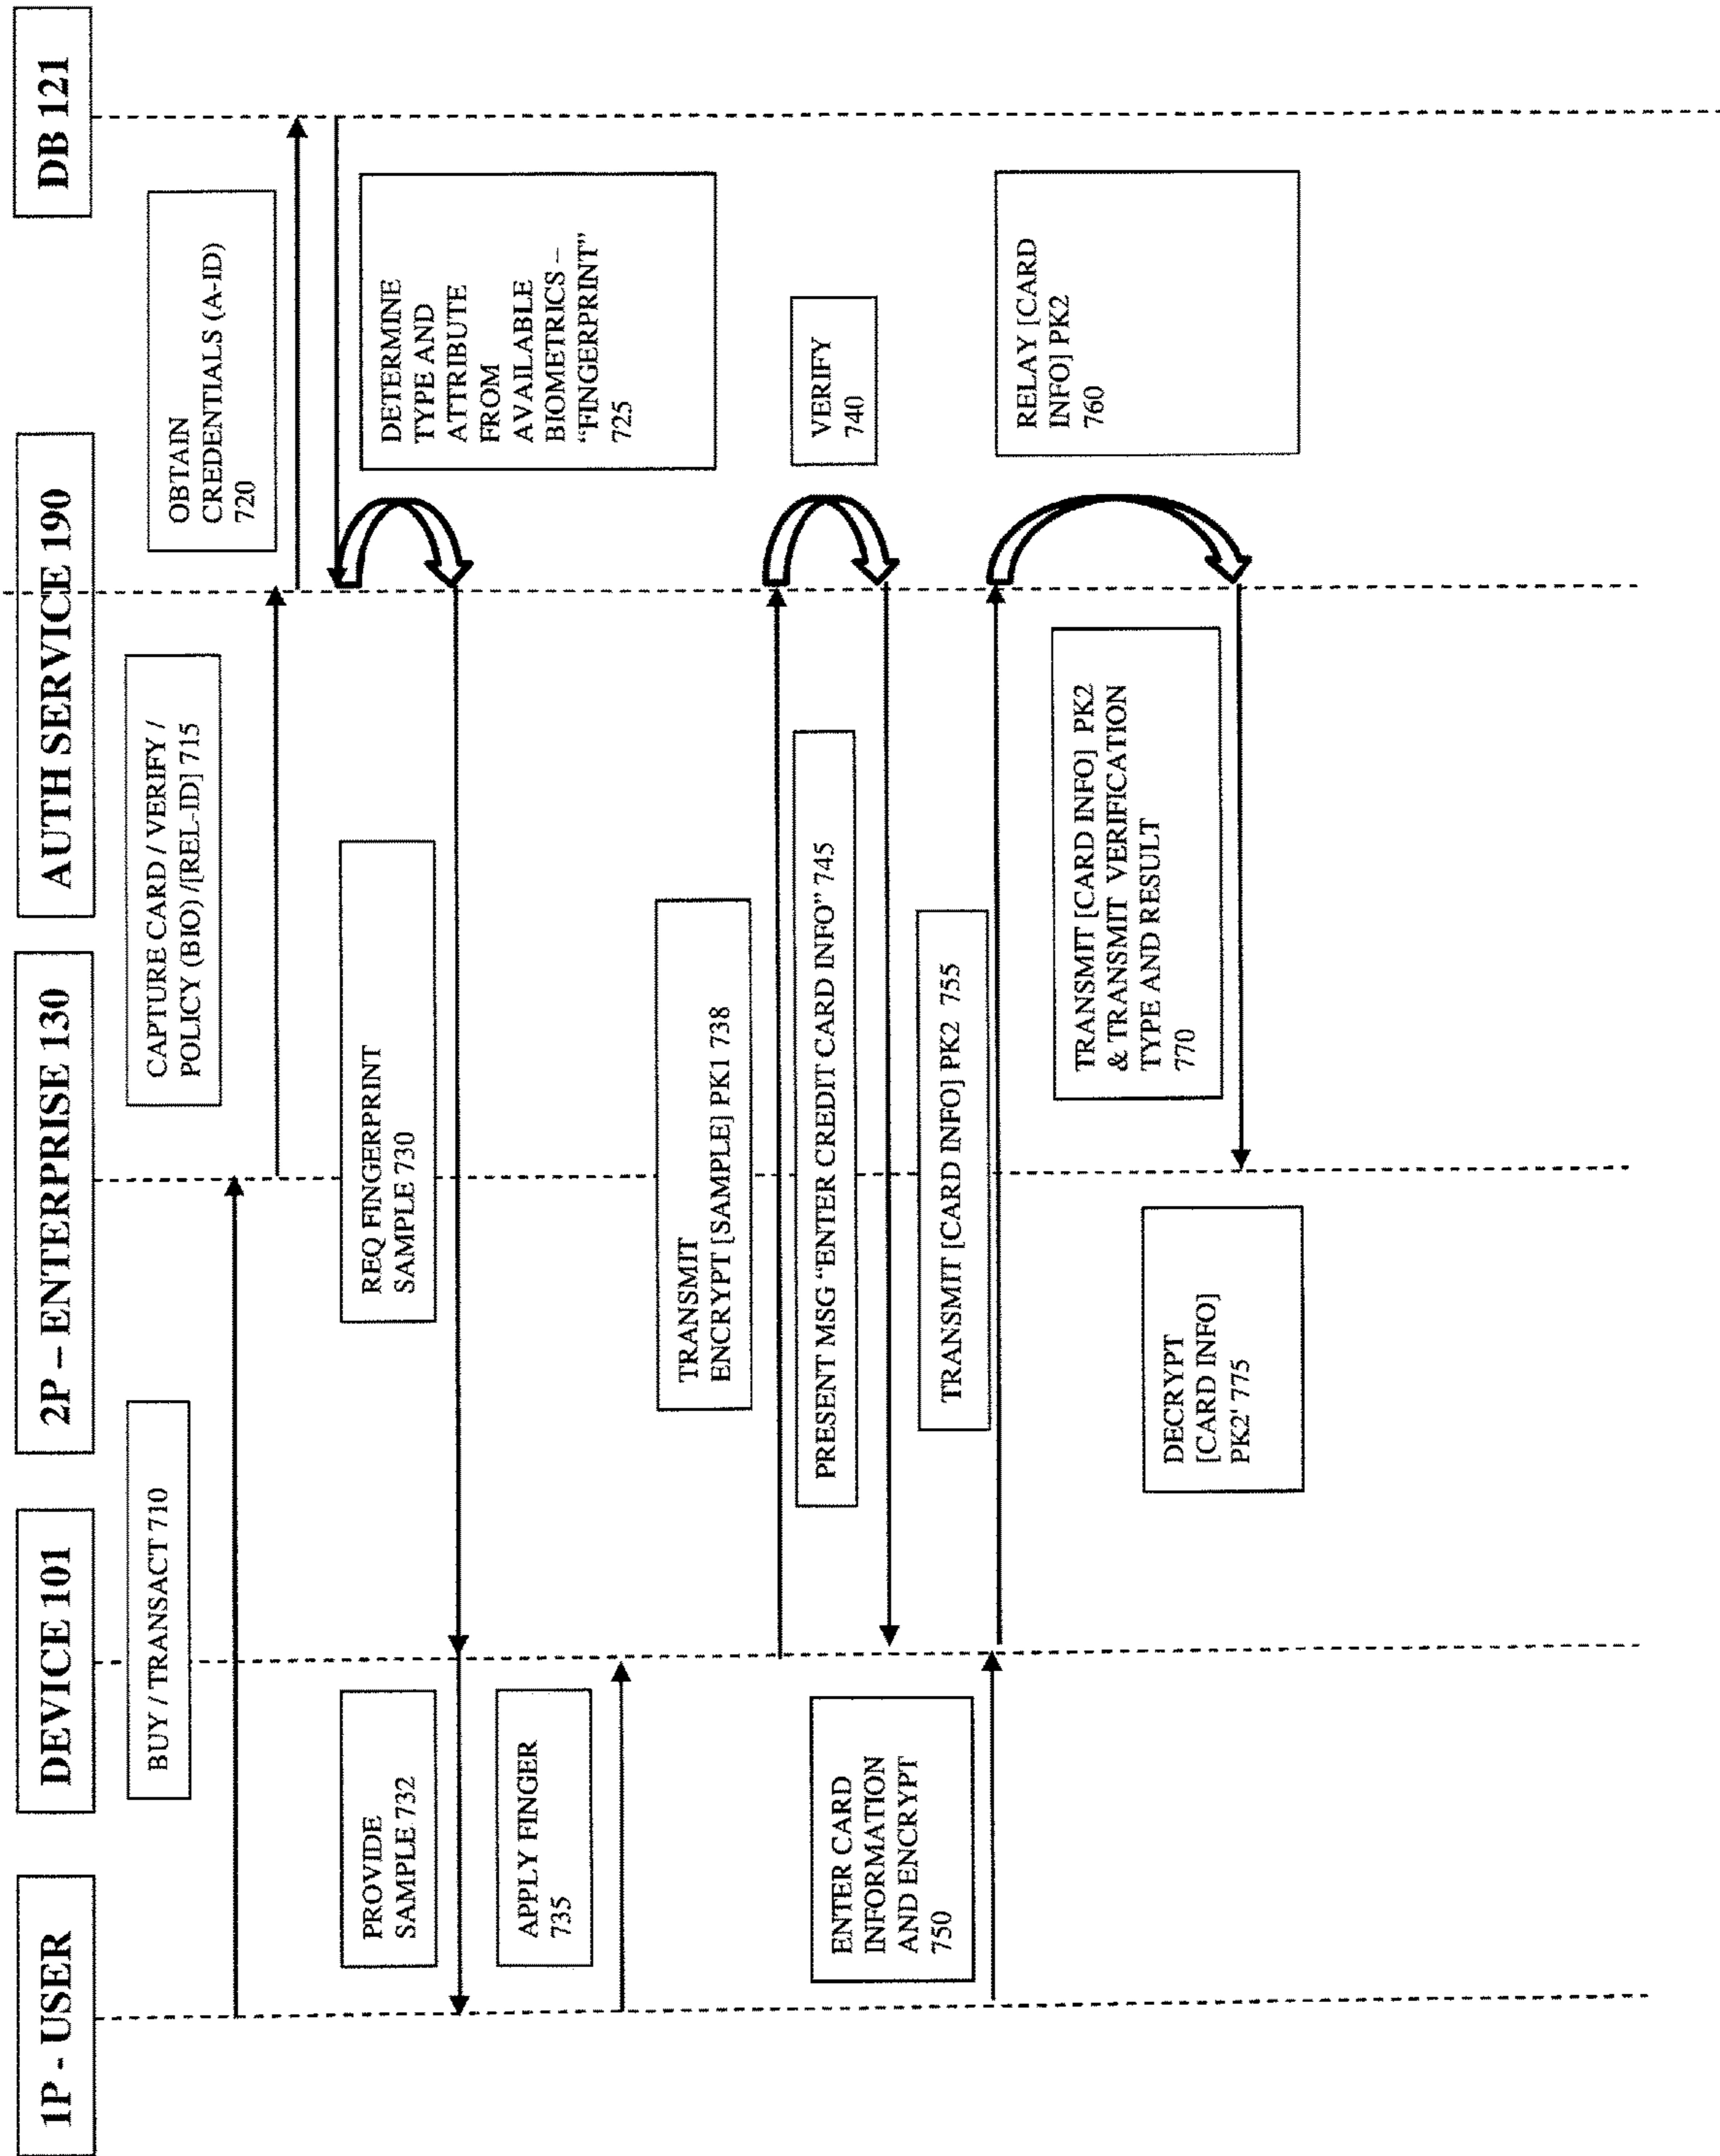 1P - USER
DEVICE 101
2P – ENTERPRISE 130
AUTH SERVICE 190
DB 121
BUY / TRANSACT 710
CAPTURE CARD / VERIFY /
POLICY (BIO) /[REL-ID] 715
OBTAIN
CREDENTIALS (A-ID)
720
DETERMINE
TYPE AND
ATTRIBUTE
FROM
AVAILABLE
BIOMETRICS –
“FINGERPRINT”
725
REQ FINGERPRINT
SAMPLE 730
PROVIDE
SAMPLE 732
APPLY FINGER
735
TRANSMIT
ENCRYPT [SAMPLE] PK1 738
VERIFY
740
PRESENT MSG “ENTER CREDIT CARD INFO” 745
ENTER CARD
INFORMATION
AND ENCRYPT
750
TRANSMIT [CARD INFO] PK2 755
RELAY [CARD
INFO] PK2
760
TRANSMIT [CARD INFO] PK2
& TRANSMIT VERIFICATION
TYPE AND RESULT
770
DECRYPT
[CARD INFO]
PK2' 775